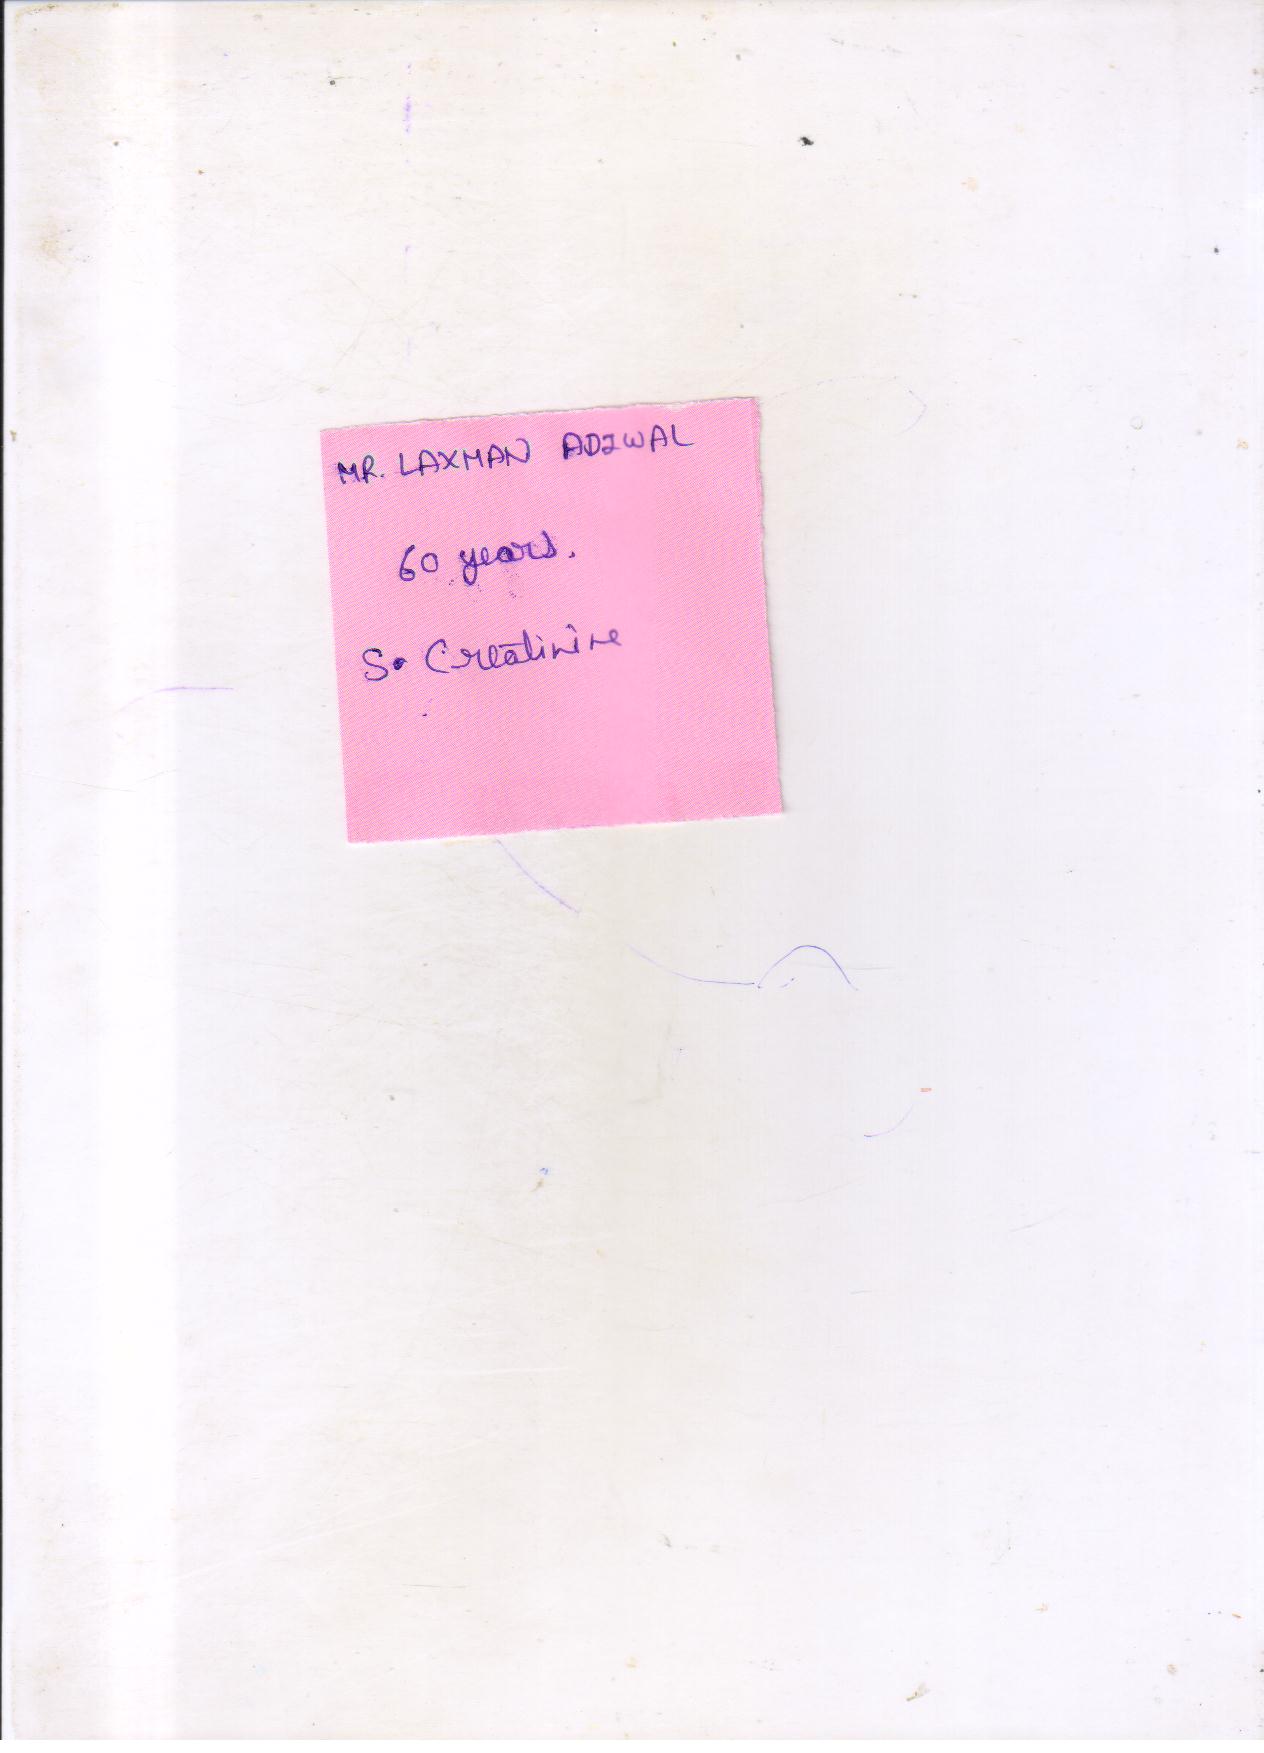 MR. LAXMAN ADIWAL
60 years.
S. Creatinine